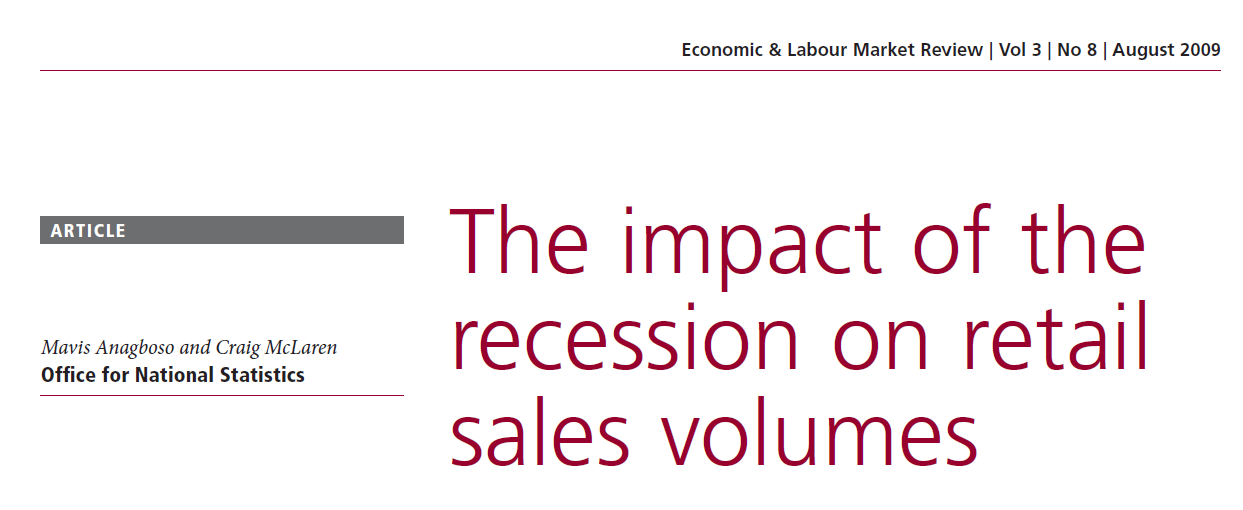 Economic & Labour Market Review | Vol 3 | No 8 | August 2009
ARTICLE
Mavis Anagboso and Craig McLaren
Office for National Statistics
The impact of the
recession on retail
sales volumes